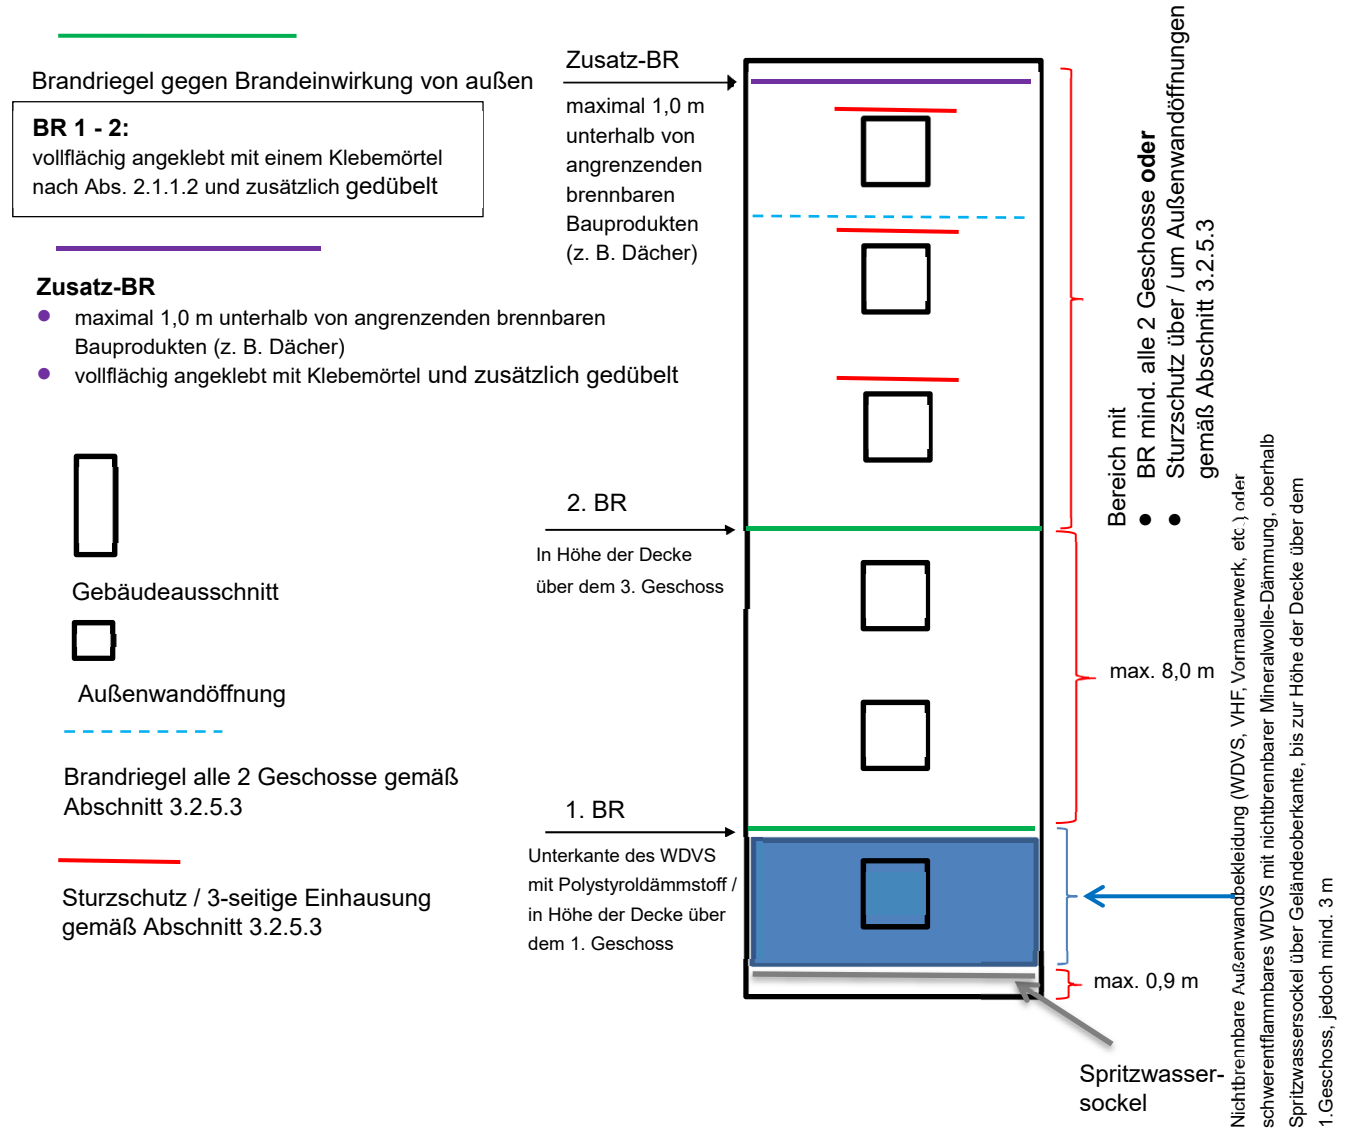 Brandriegel gegen Brandeinwirkung von außen
BR 1 - 2:
vollflächig angeklebt mit einem Klebemörtel
nach Abs. 2.1.1.2 und zusätzlich gedübelt
Zusatz-BR
● maximal 1,0 m unterhalb von angrenzenden brennbaren
Bauprodukten (z. B. Dächer)
● vollflächig angeklebt mit Klebemörtel und zusätzlich gedübelt
Gebäudeausschnitt
Außenwandöffnung
Brandriegel alle 2 Geschosse gemäß
Abschnitt 3.2.5.3
Sturzschutz / 3-seitige Einhausung
gemäß Abschnitt 3.2.5.3
Zusatz-BR
maximal 1,0 m
unterhalb von
angrenzenden
brennbaren
Bauprodukten
(z. B. Dächer)
2. BR
In Höhe der Decke
über dem 3. Geschoss
1. BR
Unterkante des WDVS
mit Polystyroldämmstoff /
in Höhe der Decke über
dem 1. Geschoss
Bereich mit
● BR mind. alle 2 Geschosse oder
● Sturzschutz über / um Außenwandöffnungen
gemäß Abschnitt 3.2.5.3
max. 8,0 m
max. 0,9 m
Spritzwasser-
sockel
Nichtbrennbare Außenwandbekleidung (WDVS, VHF, Vormauerwerk, etc.) oder
schwerentflammbares WDVS mit nichtbrennbarer Mineralwolle-Dämmung, oberhalb
Spritzwassersockel über Geländeoberkante, bis zur Höhe der Decke über dem
1.Geschoss, jedoch mind. 3 m